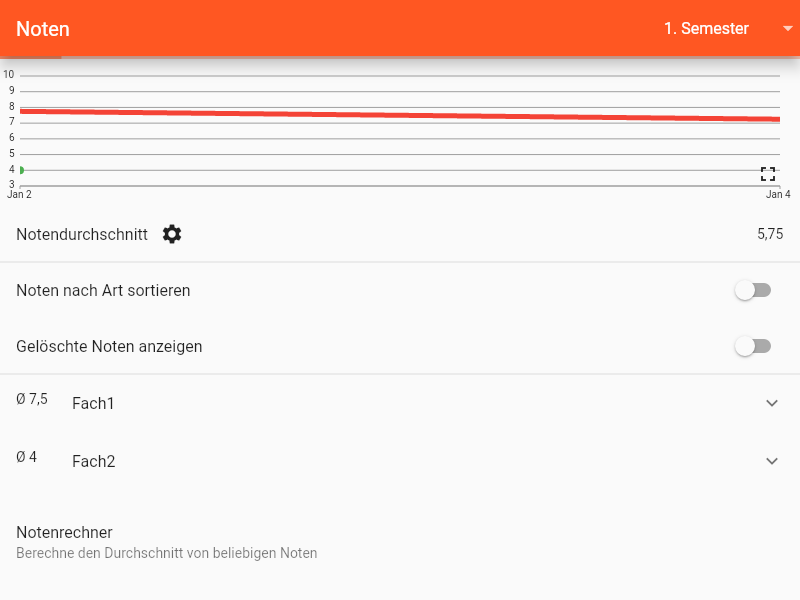 Noten
1. Semester
10
9
8
7
6
5
4
3
Jan 2
Jan 4
Notendurchschnitt
5,75
Noten nach Art sortieren
Gelöschte Noten anzeigen
Ø 7,5 Fach1
Ø 4 Fach2
Notenrechner
Berechne den Durchschnitt von beliebigen Noten